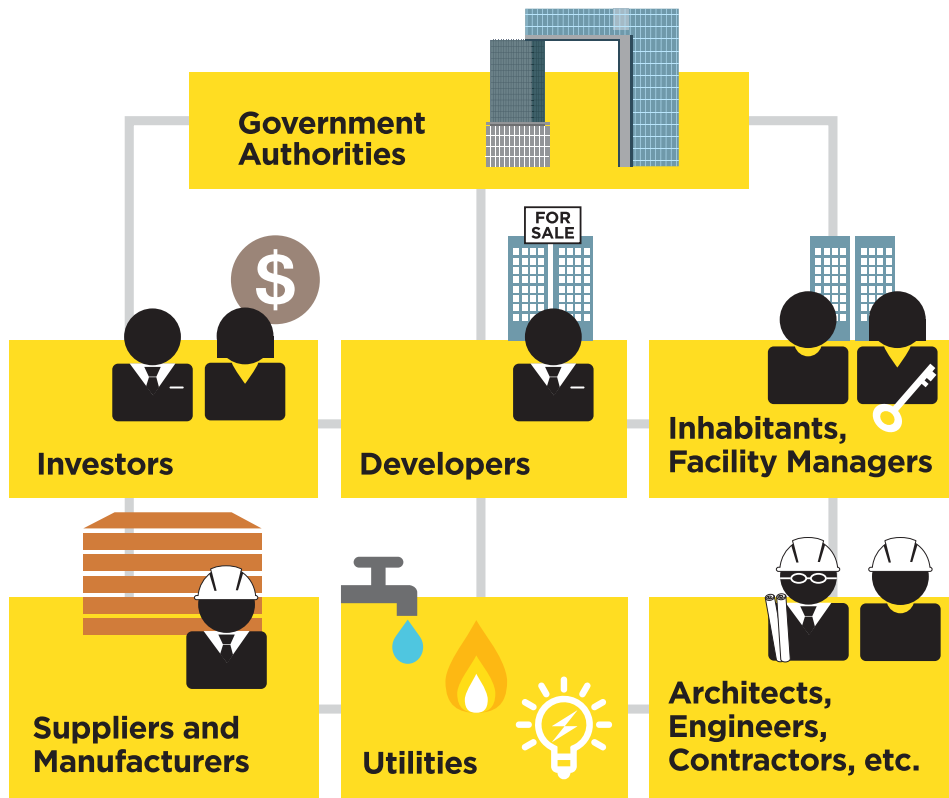 Government
Authorities
FOR
SALE
$
Investors
Developers
Inhabitants,
Facility Managers
Suppliers and
Manufacturers
Utilities
Architects,
Engineers,
Contractors, etc.